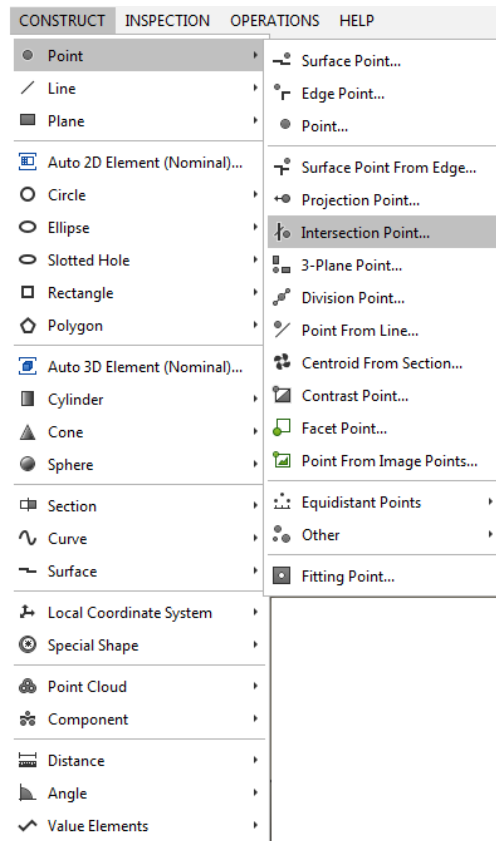 CONSTRUCT INSPECTION OPERATIONS HELP
Point
Line
Plane
Auto 2D Element (Nominal)...
Circle
Ellipse
Slotted Hole
Rectangle
Polygon
Auto 3D Element (Nominal)...
Cylinder
Cone
Sphere
Section
Curve
Surface
Local Coordinate System
Special Shape
Point Cloud
Component
Distance
Angle
Value Elements
Surface Point...
Edge Point...
Point...
Surface Point From Edge...
Projection Point...
Intersection Point...
3-Plane Point...
Division Point...
Point From Line...
Centroid From Section...
Contrast Point...
Facet Point...
Point From Image Points...
Equidistant Points
Other
Fitting Point...